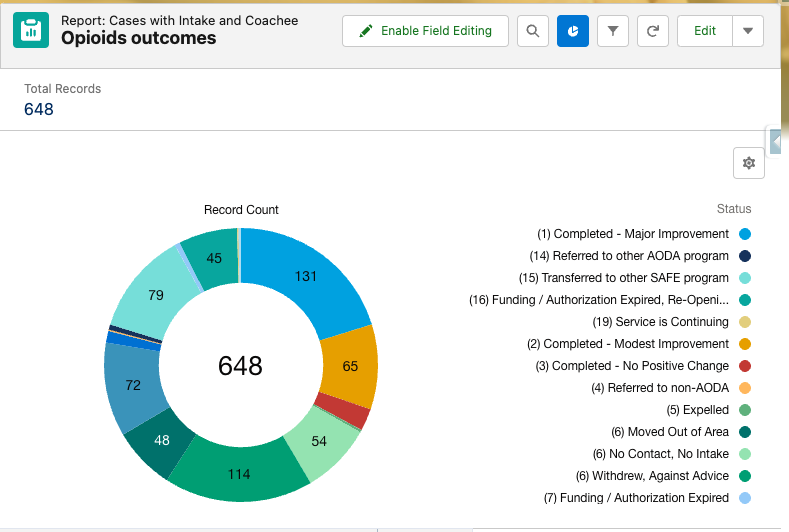 Report: Cases with Intake and Coachee
Opioids outcomes
Enable Field Editing
Edit
Total Records
648
Record Count
131
65
54
114
48
72
79
45
648
Status
(1) Completed - Major Improvement
(14) Referred to other AODA program
(15) Transferred to other SAFE program
(16) Funding / Authorization Expired, Re-Openi...
(19) Service is Continuing
(2) Completed - Modest Improvement
(3) Completed - No Positive Change
(4) Referred to non-AODA
(5) Expelled
(6) Moved Out of Area
(6) No Contact, No Intake
(6) Withdrew, Against Advice
(7) Funding / Authorization Expired